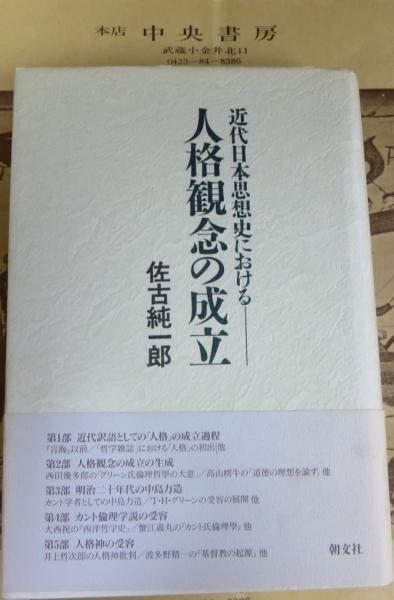 本店 中央書房
武蔵小金井北口
0423-84-8386
近代日本思想史における──
人格観念の成立
佐古純一郎
第1部 近代訳語としての「人格」の成立過程
『言海』以前/『哲学雑誌』における「人格」の初出 他
第2部 人格観念の成立の生成
西田幾多郎の「グリーン氏倫理哲學の大意」/高山樗牛の「道徳の理想を論ず」他
第3部 明治二十年代の中島力造
カント学者としての中島力造/T・H・グリーンの受容の展開 他
第4部 カント倫理学説の受容
大西祝の『西洋哲学史』/蟹江義丸の『カント氏倫理學』他
第5部 人格神の受容
井上哲次郎の人格神批判/波多野精一の『基督教の起源』他
朝文社